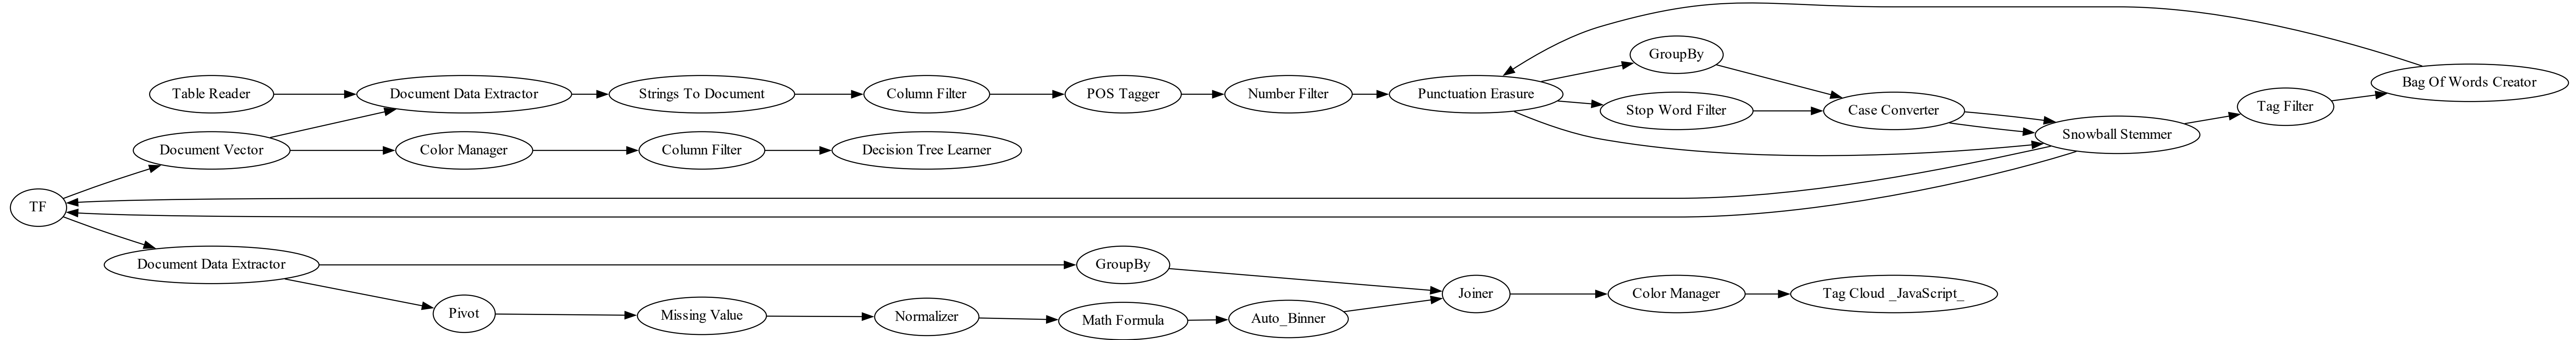 Table Reader
Document Data Extractor
Strings To Document
Column Filter
POS Tagger
Number Filter
Punctuation Erasure
GroupBy
Stop Word Filter
Case Converter
Snowball Stemmer
Tag Filter
Bag Of Words Creator
Document Vector
Color Manager
Column Filter
Decision Tree Learner
TF
Document Data Extractor
GroupBy
Pivot
Missing Value
Normalizer
Math Formula
Auto_Binner
Joiner
Color Manager
Tag Cloud _JavaScript_